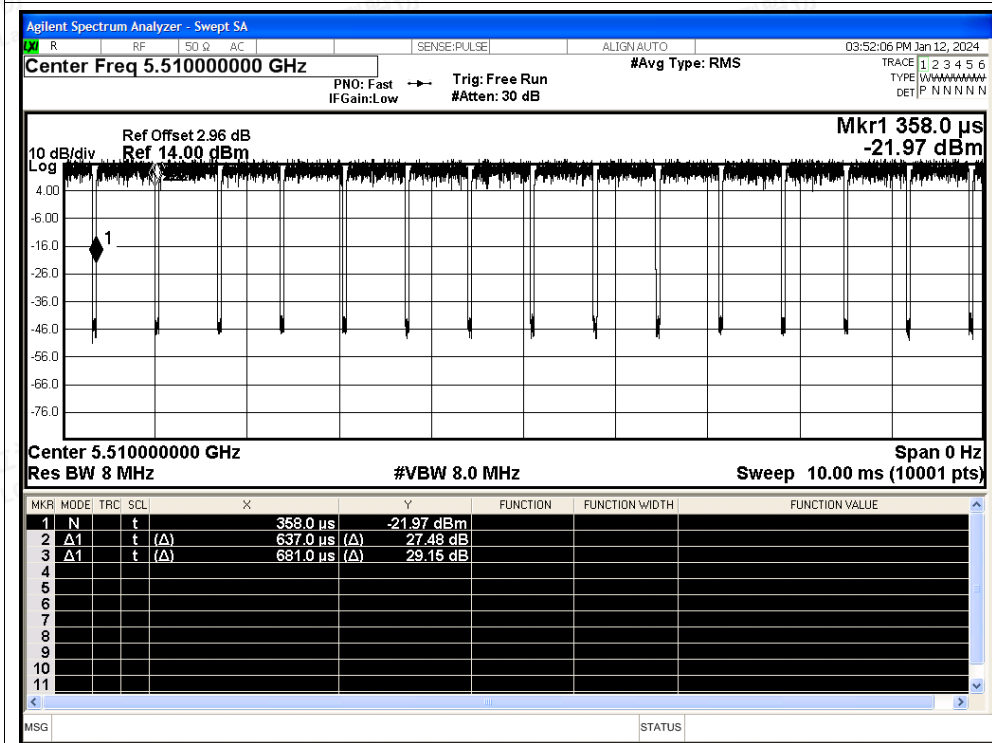 Agilent Spectrum Analyzer - Swept SA
LXI R RF 50 Ω AC SENSE:PULSE ALIGN AUTO 03:52:06 PM Jan 12, 2024
Center Freq 5.510000000 GHz
PNO: Fast
IFGain:Low
Trig: Free Run
#Atten: 30 dB
#Avg Type: RMS
TRACE 1 2 3 4 5 6
TYPE
DET P N N N N N
Mkr1 358.0 µs
-21.97 dBm
Ref Offset 2.96 dB
10 dB/div Ref 14.00 dBm
Log
4.00
-6.00
1
-16.0
-26.0
-36.0
-46.0
-56.0
-66.0
-76.0
Center 5.510000000 GHz Span 0 Hz
Res BW 8 MHz #VBW 8.0 MHz Sweep 10.00 ms (10001 pts)
MKR MODE TRC SCL X Y FUNCTION FUNCTION WIDTH FUNCTION VALUE
1 N t 358.0 µs -21.97 dBm
2 Δ1 t (Δ) 637.0 µs (Δ) 27.48 dB
3 Δ1 t (Δ) 681.0 µs (Δ) 29.15 dB
4
5
6
7
8
9
10
11
MSG STATUS